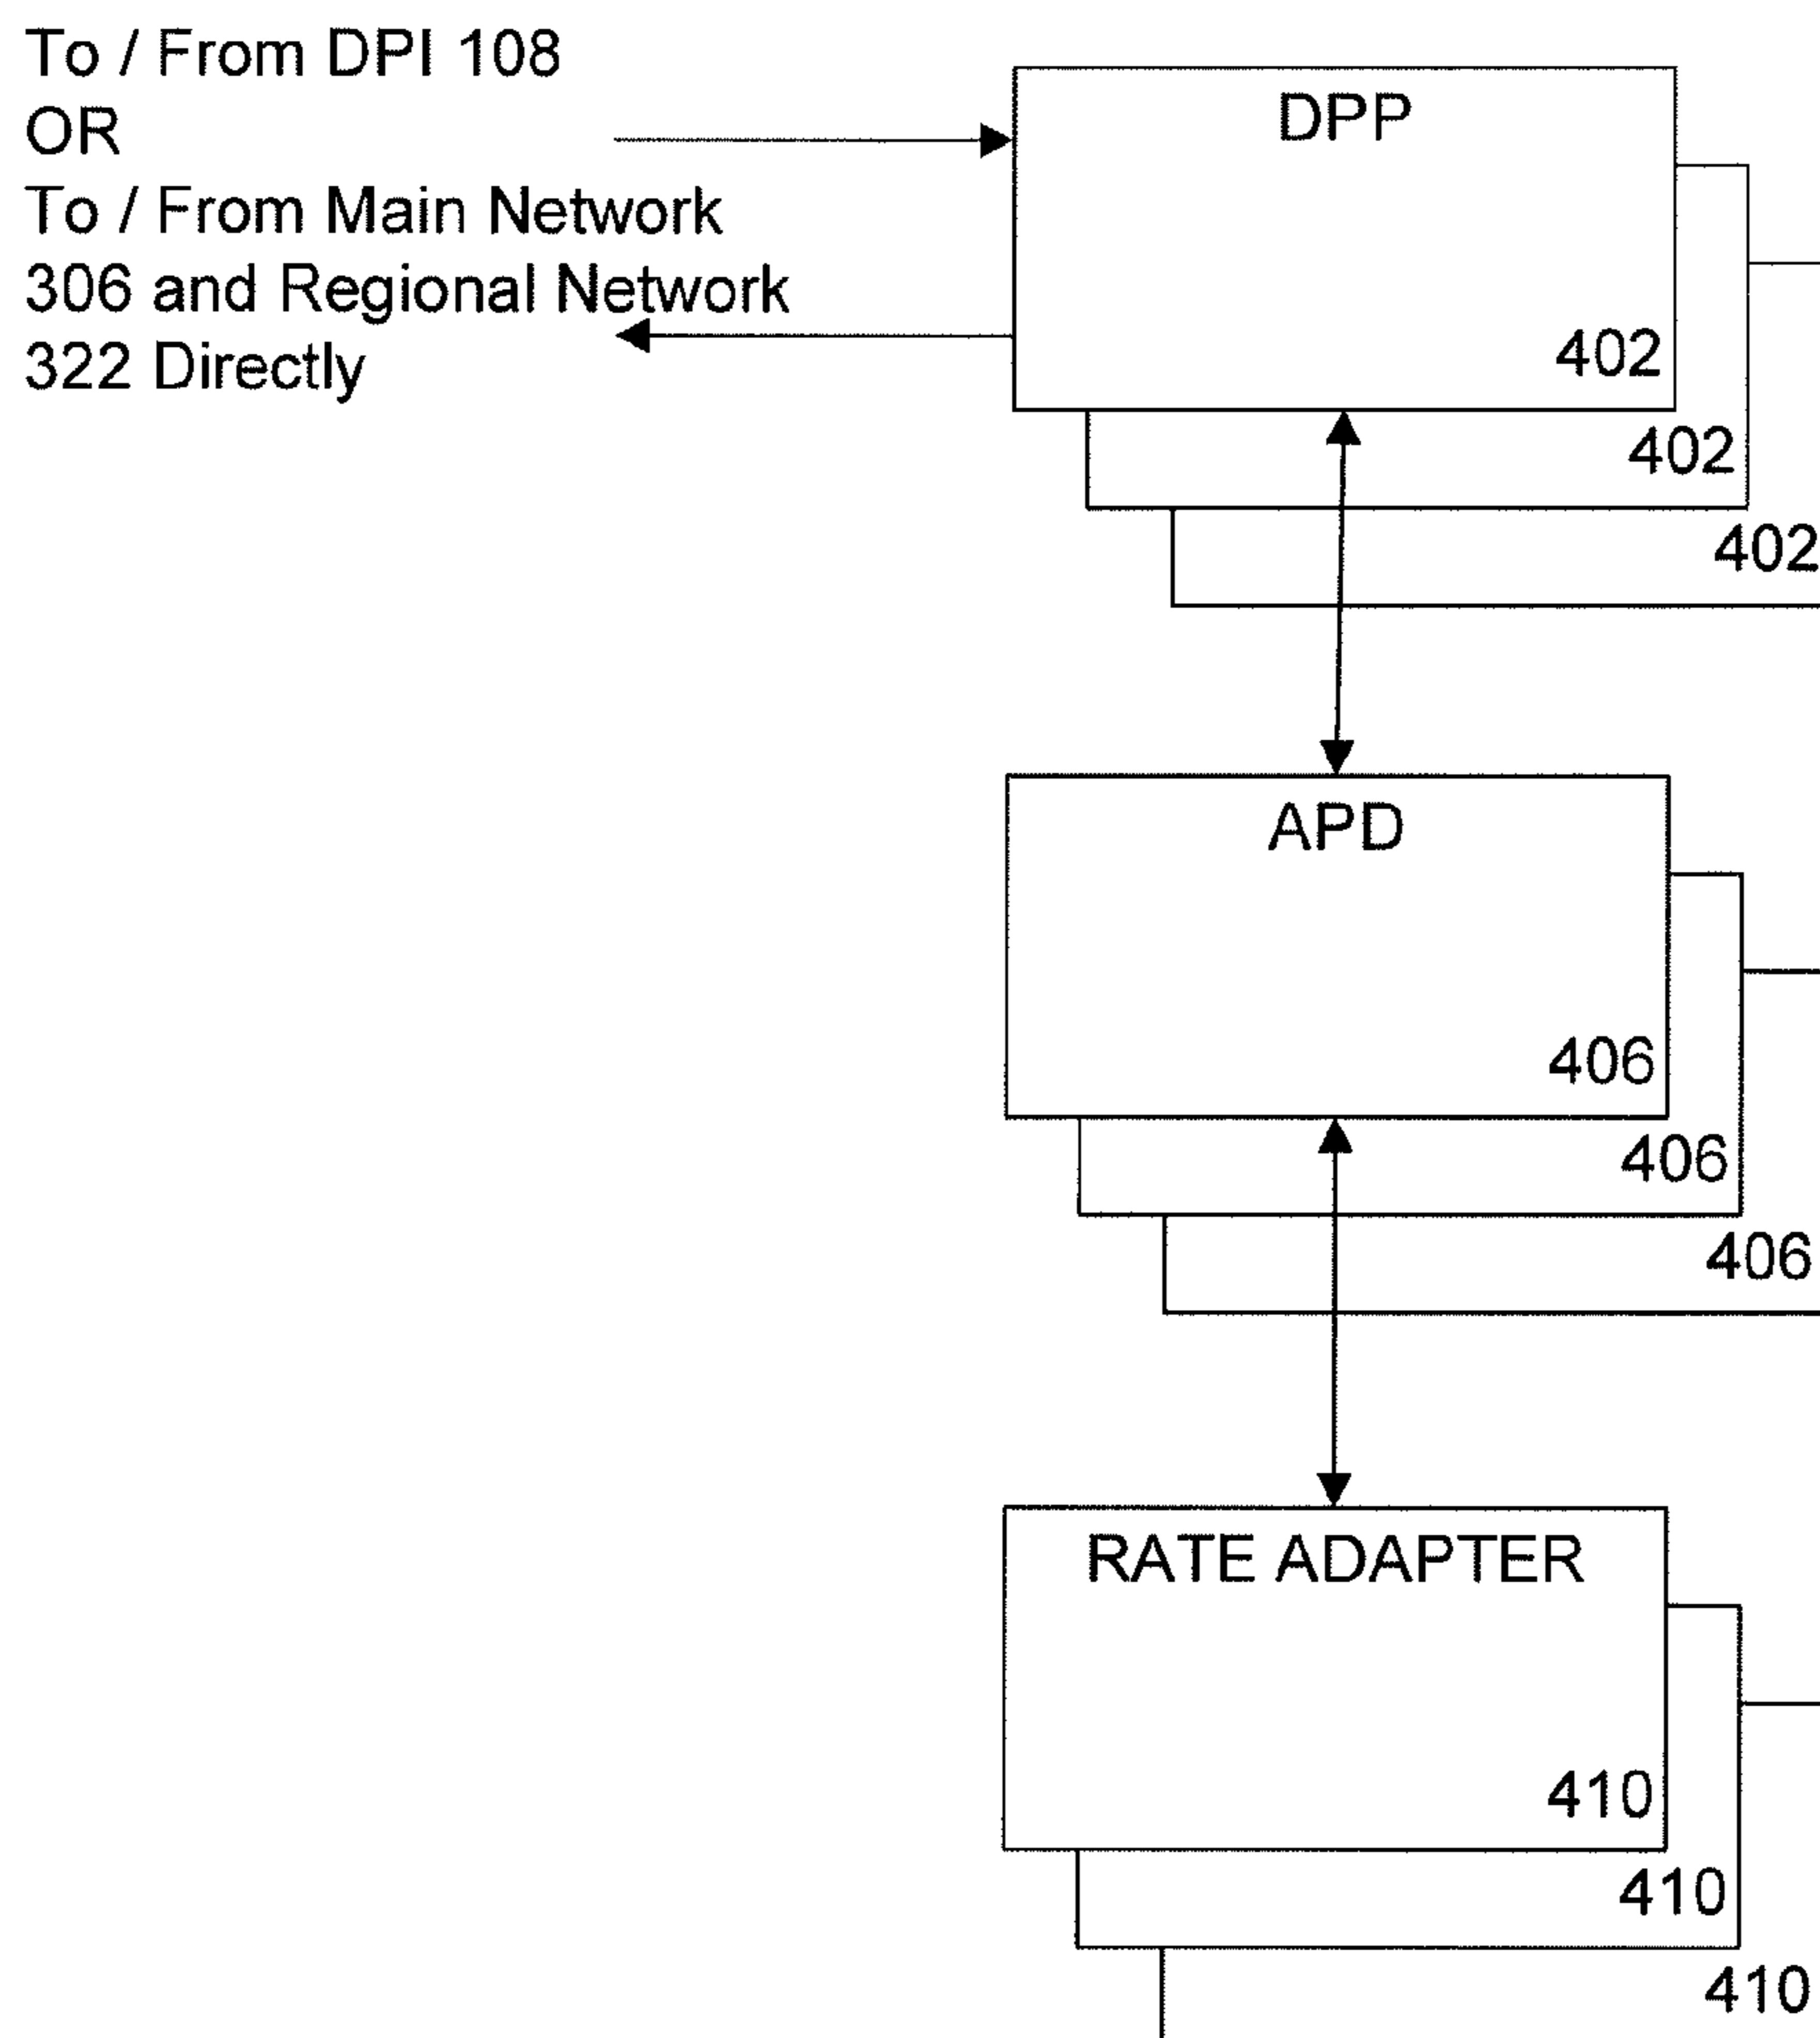 To / From DPI 108
OR
To / From Main Network
306 and Regional Network
322 Directly
DPP
402
402
402
APD
406
406
406
RATE ADAPTER
410
410
410